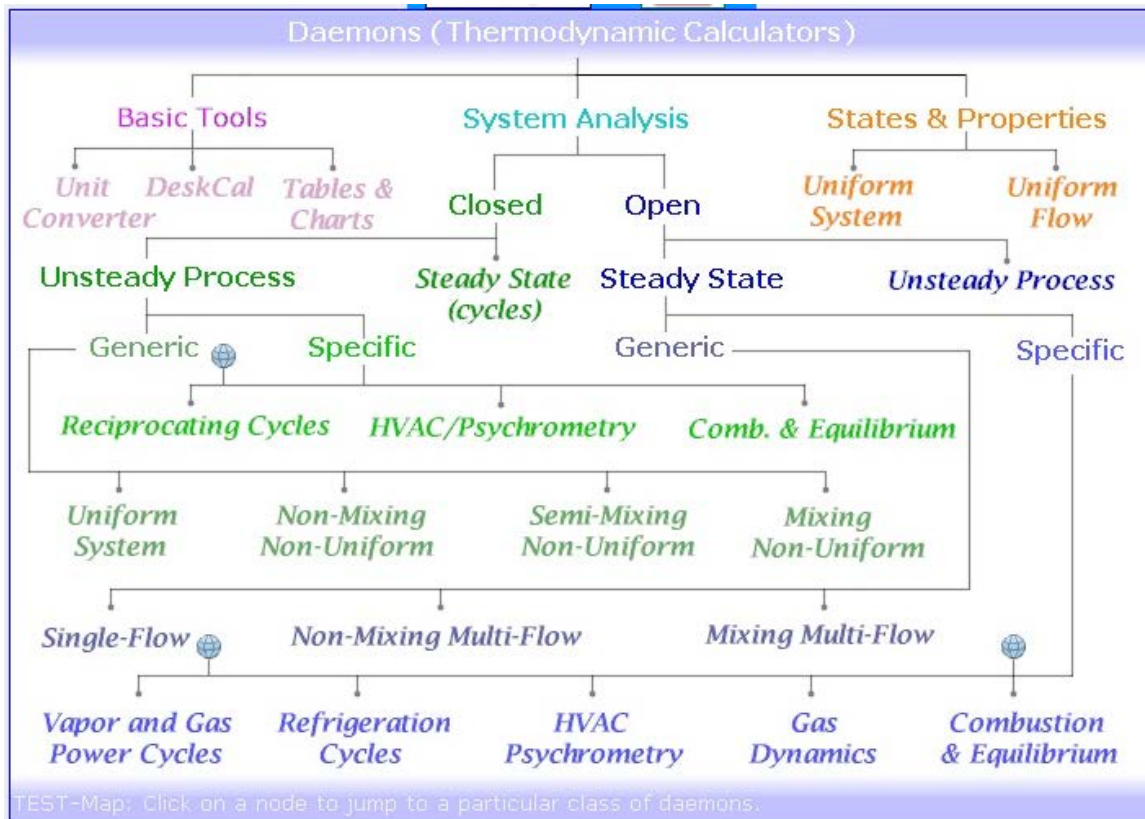 Daemons (Thermodynamic Calculators)
Basic Tools
System Analysis
States & Properties
Unit
Converter
DeskCal
Tables &
Charts
Closed
Open
Uniform
System
Uniform
Flow
Unsteady Process
Steady State
(cycles)
Steady State
Unsteady Process
Generic
Specific
Generic
Specific
Reciprocating Cycles
HVAC/Psychrometry
Comb. & Equilibrium
Uniform
System
Non-Mixing
Non-Uniform
Semi-Mixing
Non-Uniform
Mixing
Non-Uniform
Single-Flow
Non-Mixing Multi-Flow
Mixing Multi-Flow
Vapor and Gas
Power Cycles
Refrigeration
Cycles
HVAC
Psychrometry
Gas
Dynamics
Combustion
& Equilibrium
TEST-Map: Click on a node to jump to a particular class of daemons.